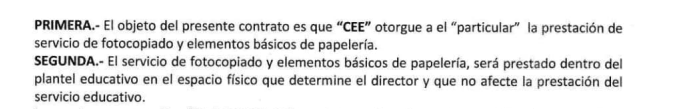 PRIMERA.- El objeto del presente contrato es que “CEE” otorgue a el “particular”  la prestación de
servicio de fotocopiado y elementos básicos de papelería.
SEGUNDA.- El servicio de fotocopiado y elementos básicos de papelería, será prestado dentro del
plantel educativo en el espacio físico que determine el director y que no afecte la prestación del
servicio educativo.